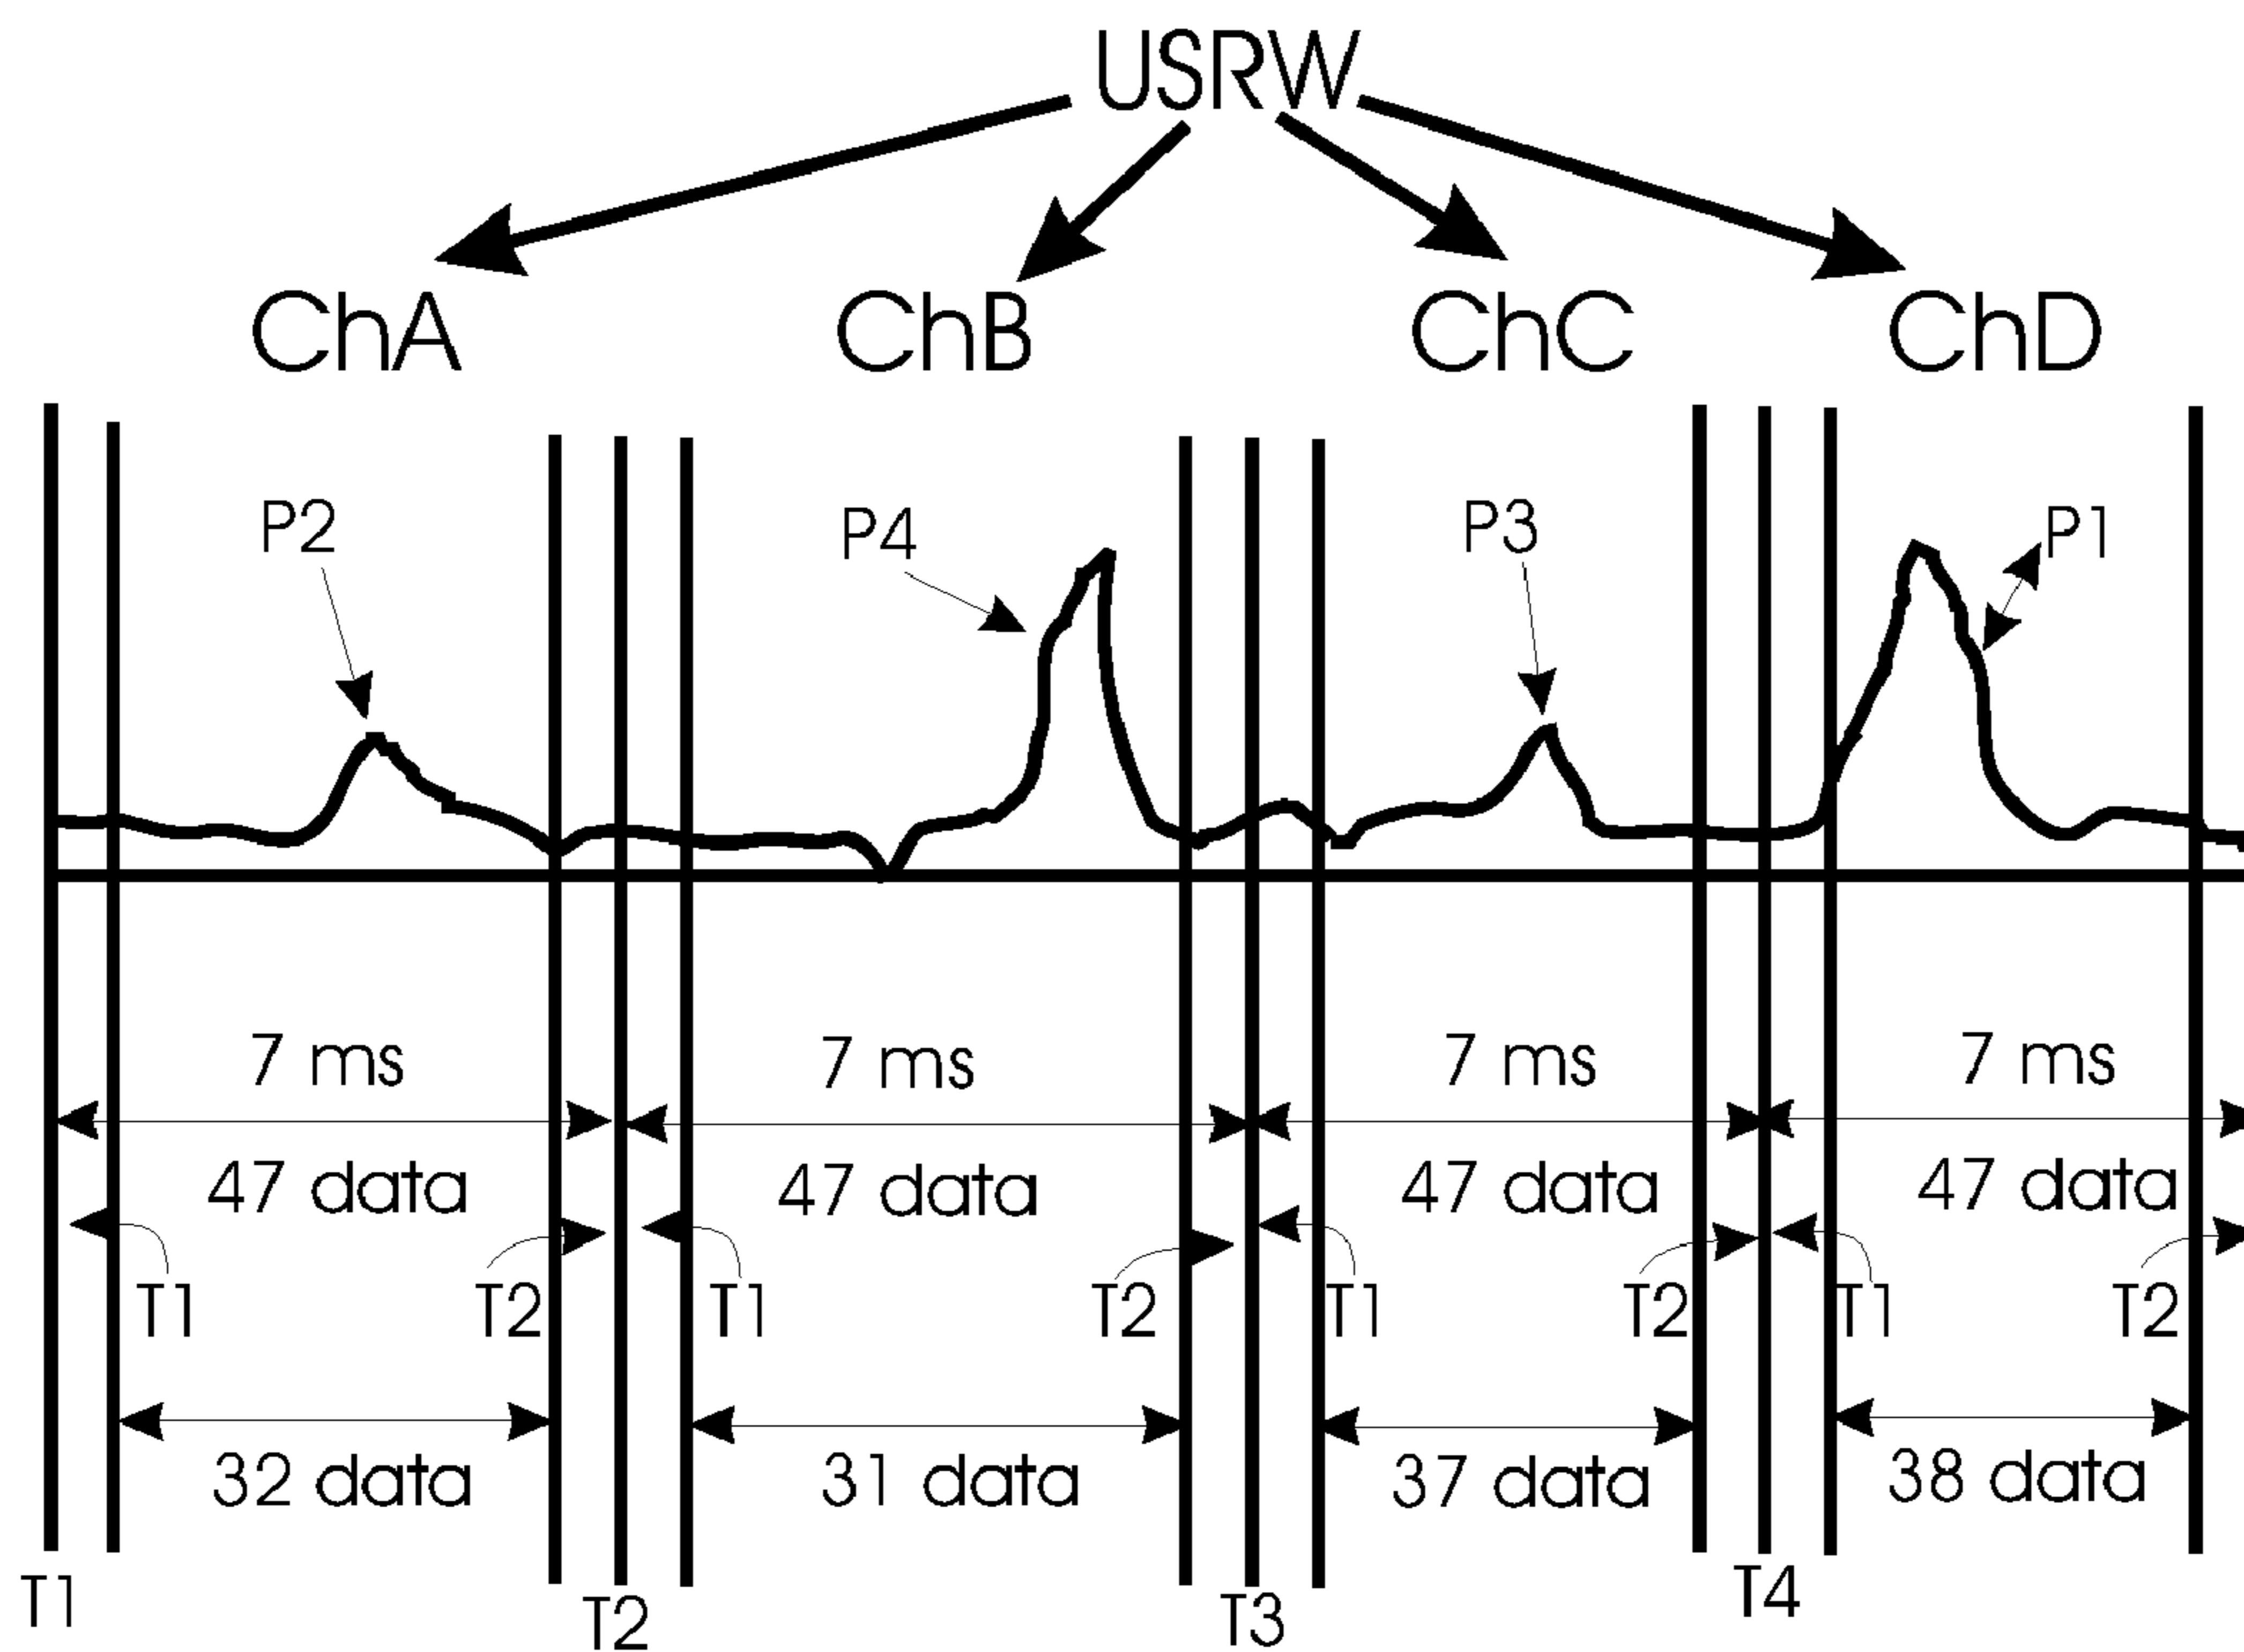 USRW
ChA ChB ChC ChD
P2 P4 P3 P1
7 ms 7 ms 7 ms 7 ms
47 data 47 data 47 data 47 data
T1 T2 T1 T2 T1 T2 T1 T2
32 data 31 data 37 data 38 data
T1 T2 T3 T4